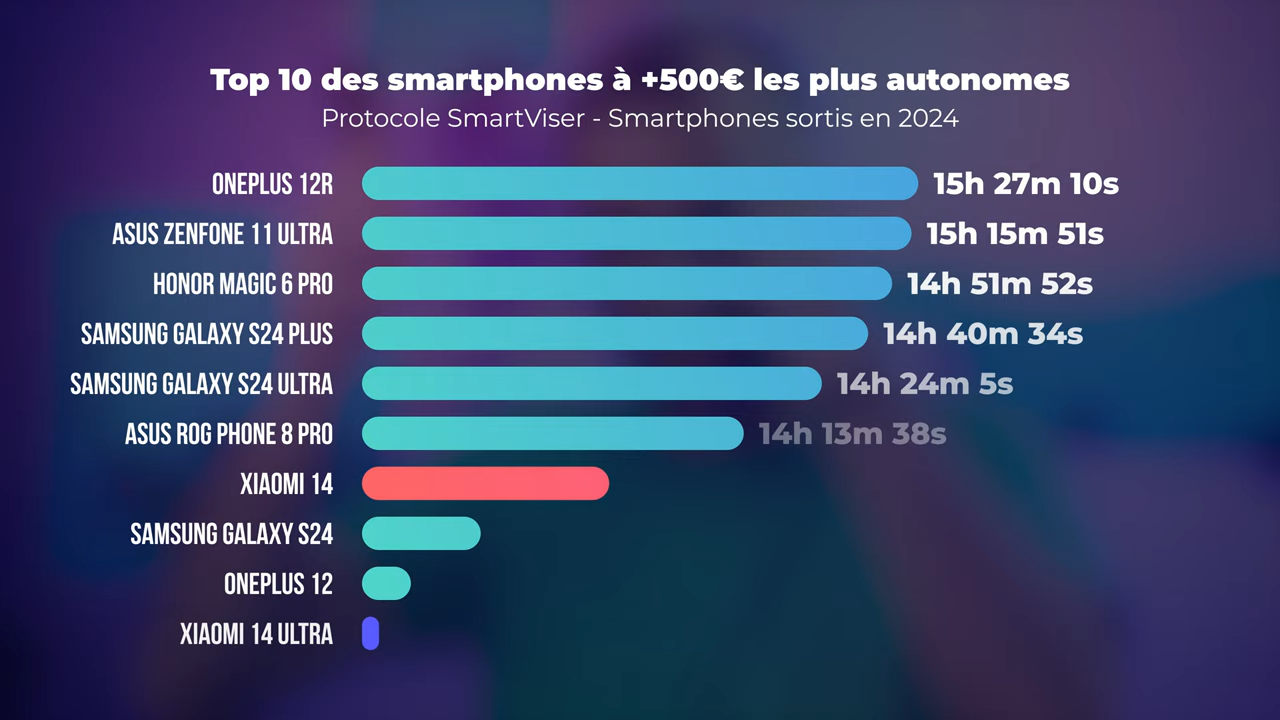 Top 10 des smartphones à +500€ les plus autonomes
Protocole SmartViser - Smartphones sortis en 2024
ONEPLUS 12R 15h 27m 10s
ASUS ZENFONE 11 ULTRA 15h 15m 51s
HONOR MAGIC 6 PRO 14h 51m 52s
SAMSUNG GALAXY S24 PLUS 14h 40m 34s
SAMSUNG GALAXY S24 ULTRA 14h 24m 5s
ASUS ROG PHONE 8 PRO 14h 13m 38s
XIAOMI 14
SAMSUNG GALAXY S24
ONEPLUS 12
XIAOMI 14 ULTRA